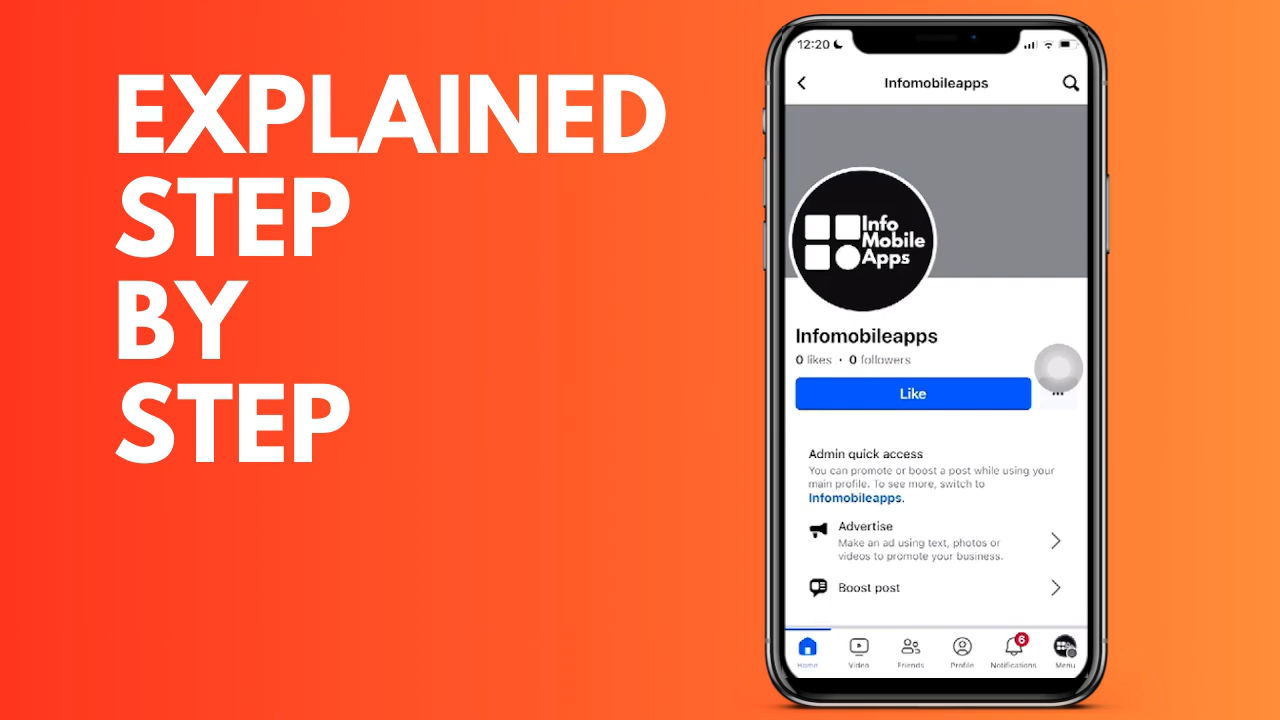 EXPLAINED
STEP
BY
STEP
12:20
Infomobileapps
Info
Mobile
Apps
Infomobileapps
0 likes · 0 followers
Like
Admin quick access
You can promote or boost a post while using your
main profile. To see more, switch to
Infomobileapps.
Advertise
Make an ad using text, photos or
videos to promote your business.
Boost post
6
Home Video Friends Profile Notifications Menu